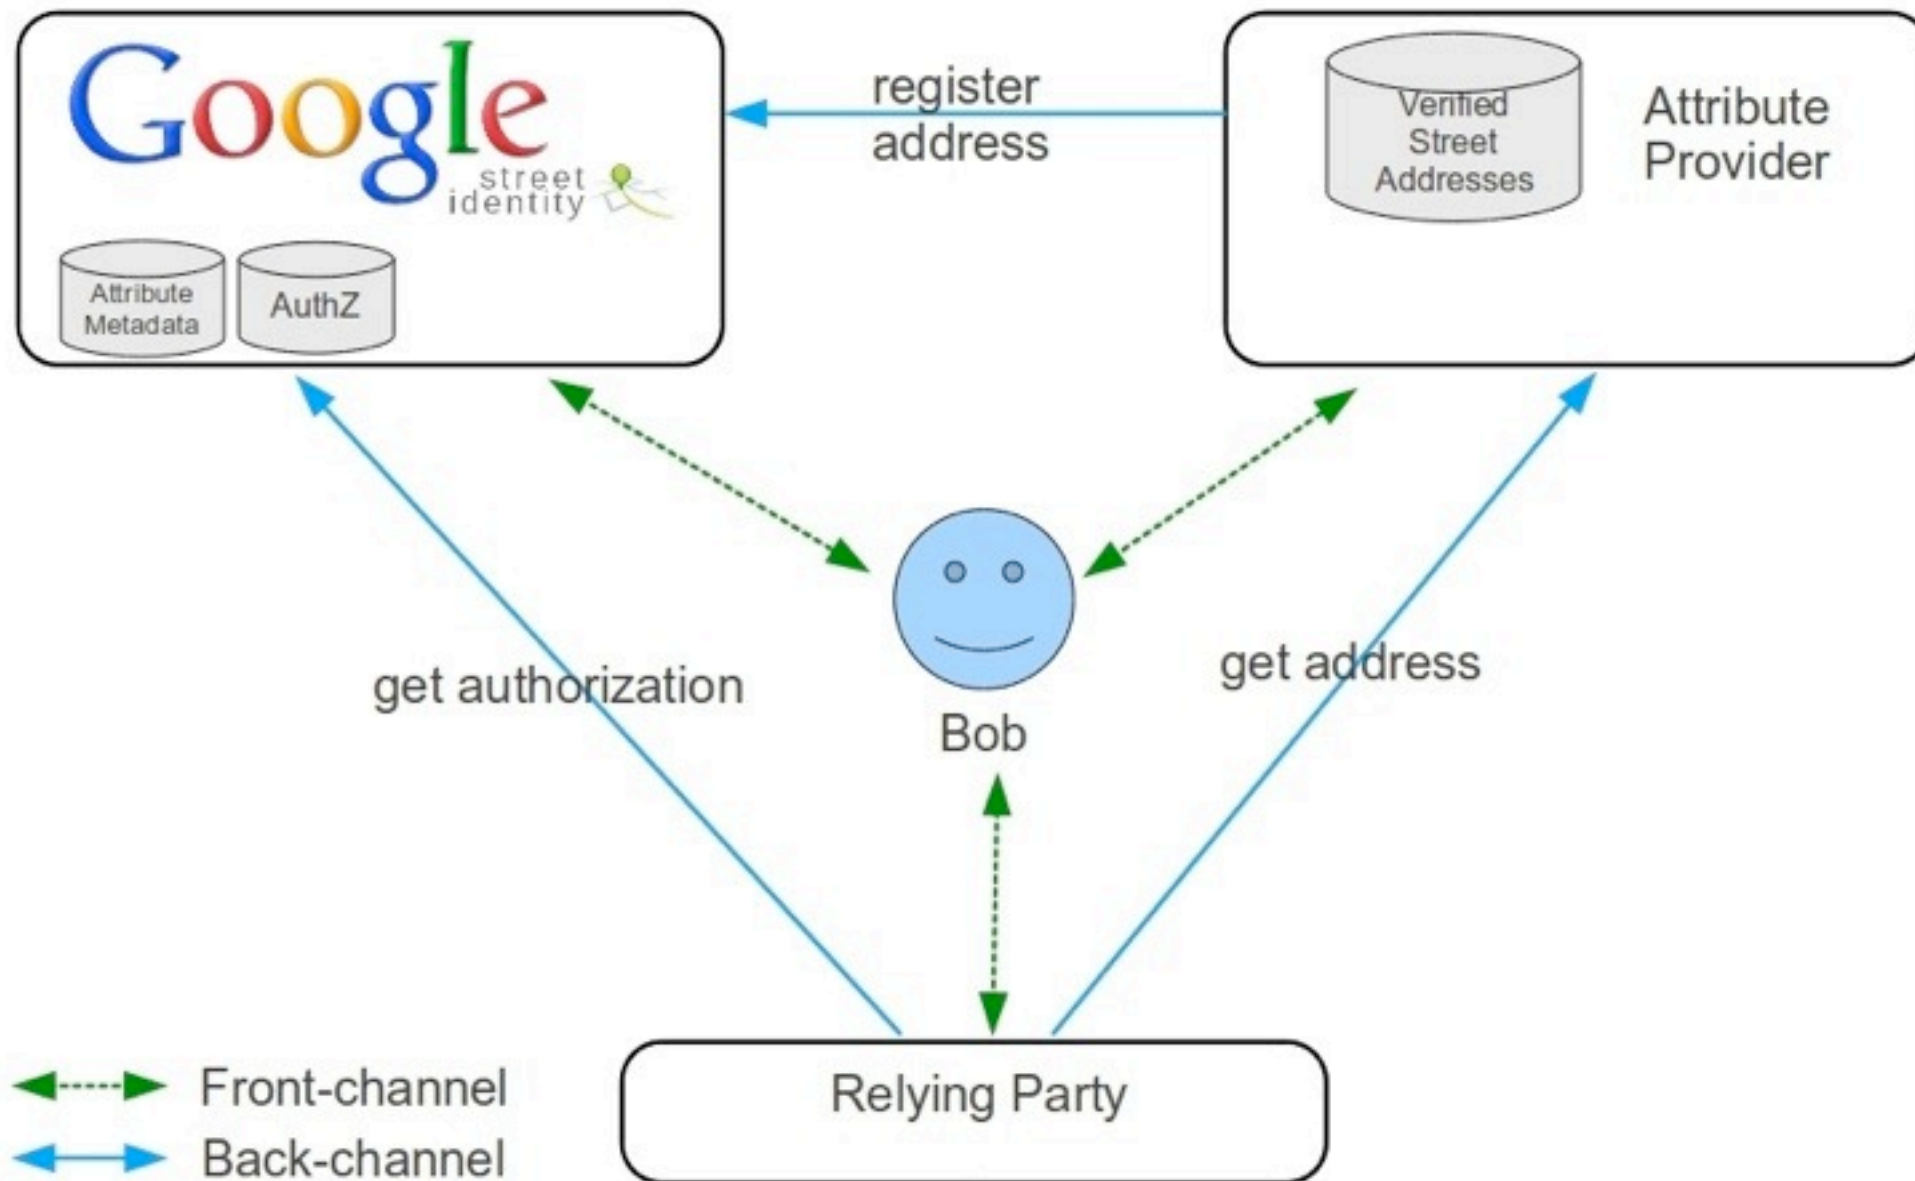 Google
street
identity
Attribute
Metadata
AuthZ
register
address
Verified
Street
Addresses
Attribute
Provider
get authorization
get address
Bob
Relying Party
Front-channel
Back-channel